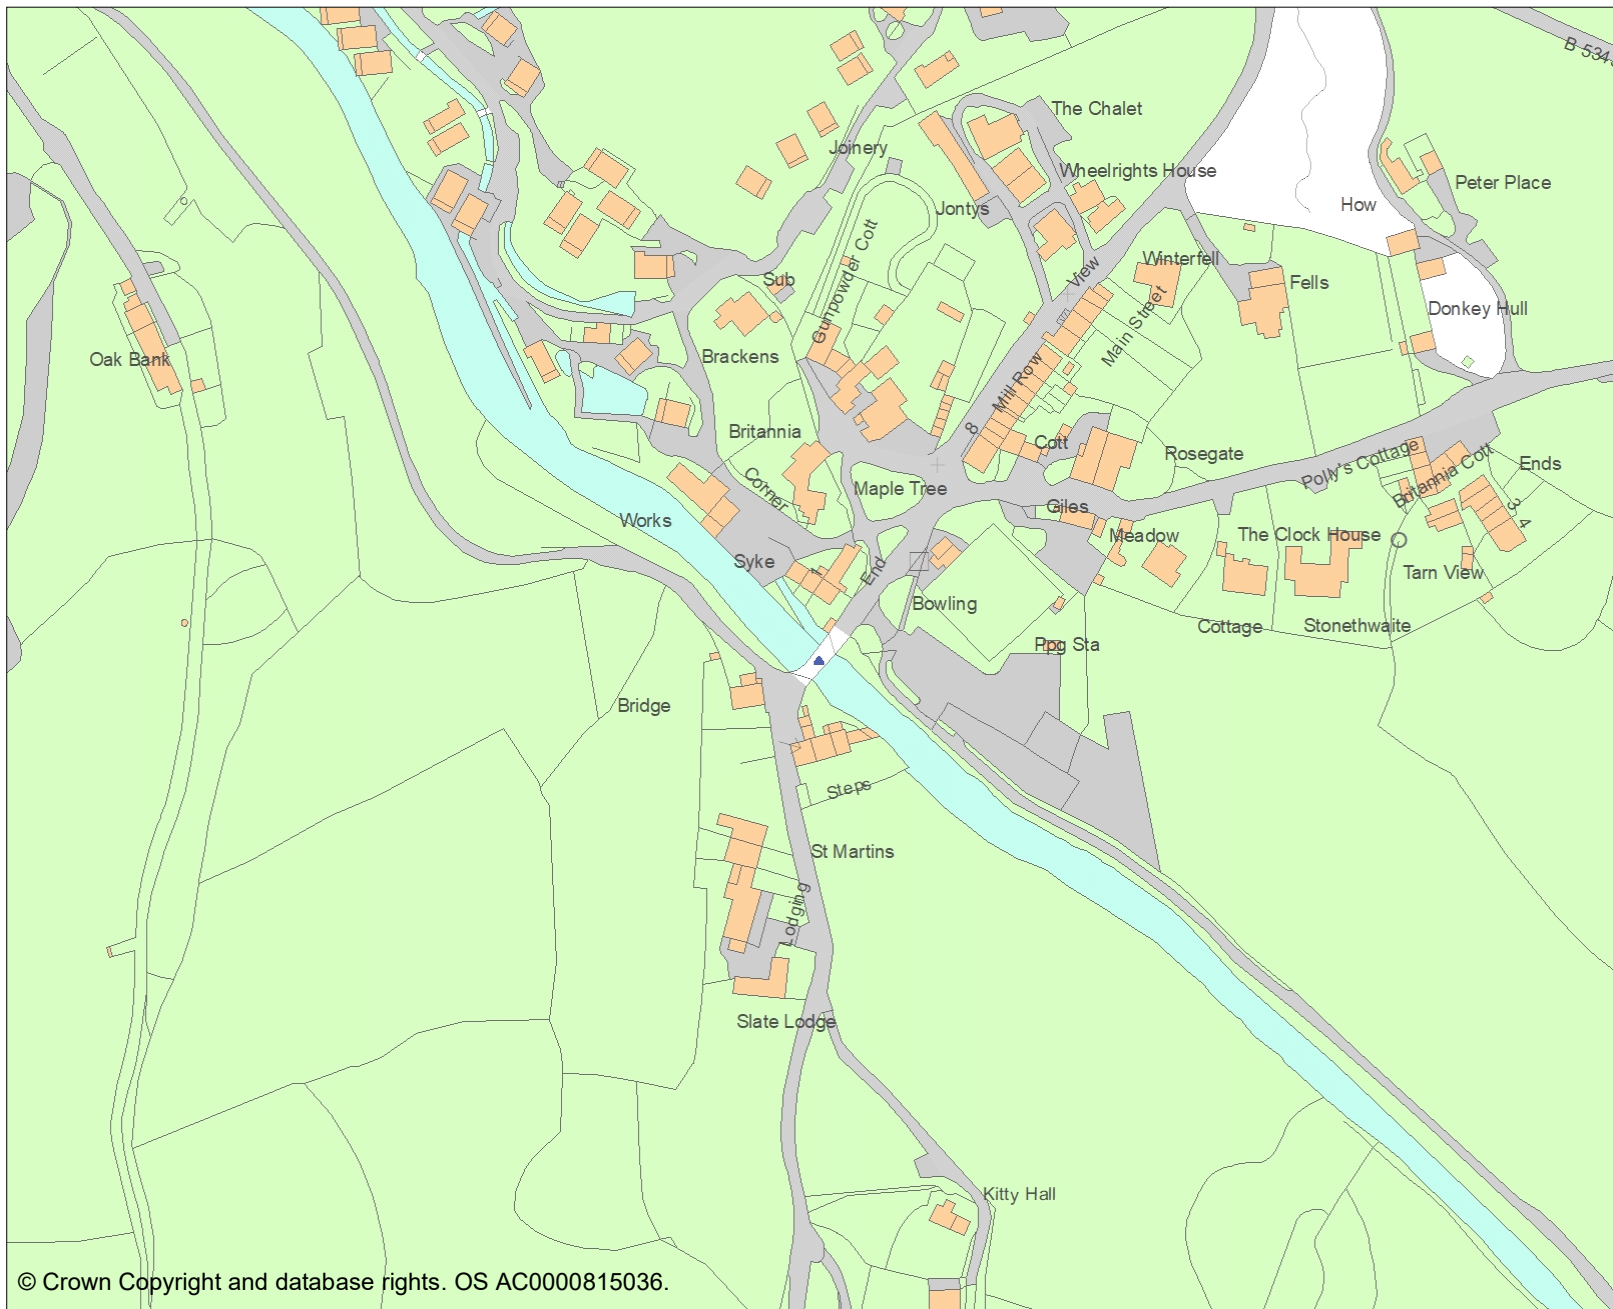 B 534
The Chalet
Joinery
Wheelrights House
Peter Place
Jontys
How
Gunpowder Cott
Winterfell
View
Sub
Fells
Main Street
Donkey Hull
Oak Bank
Brackens
Mill Row
8
Britannia
Cott
Rosegate
Polly's Cottage
Britannia Cott
Ends
Corner
Maple Tree
Giles
3
4
Works
Meadow
The Clock House
Syke
1
End
Tarn View
Bowling
Cottage
Stonethwaite
Ppg Sta
Bridge
Steps
St Martins
Lodging
Slate Lodge
Kitty Hall
© Crown Copyright and database rights. OS AC0000815036.